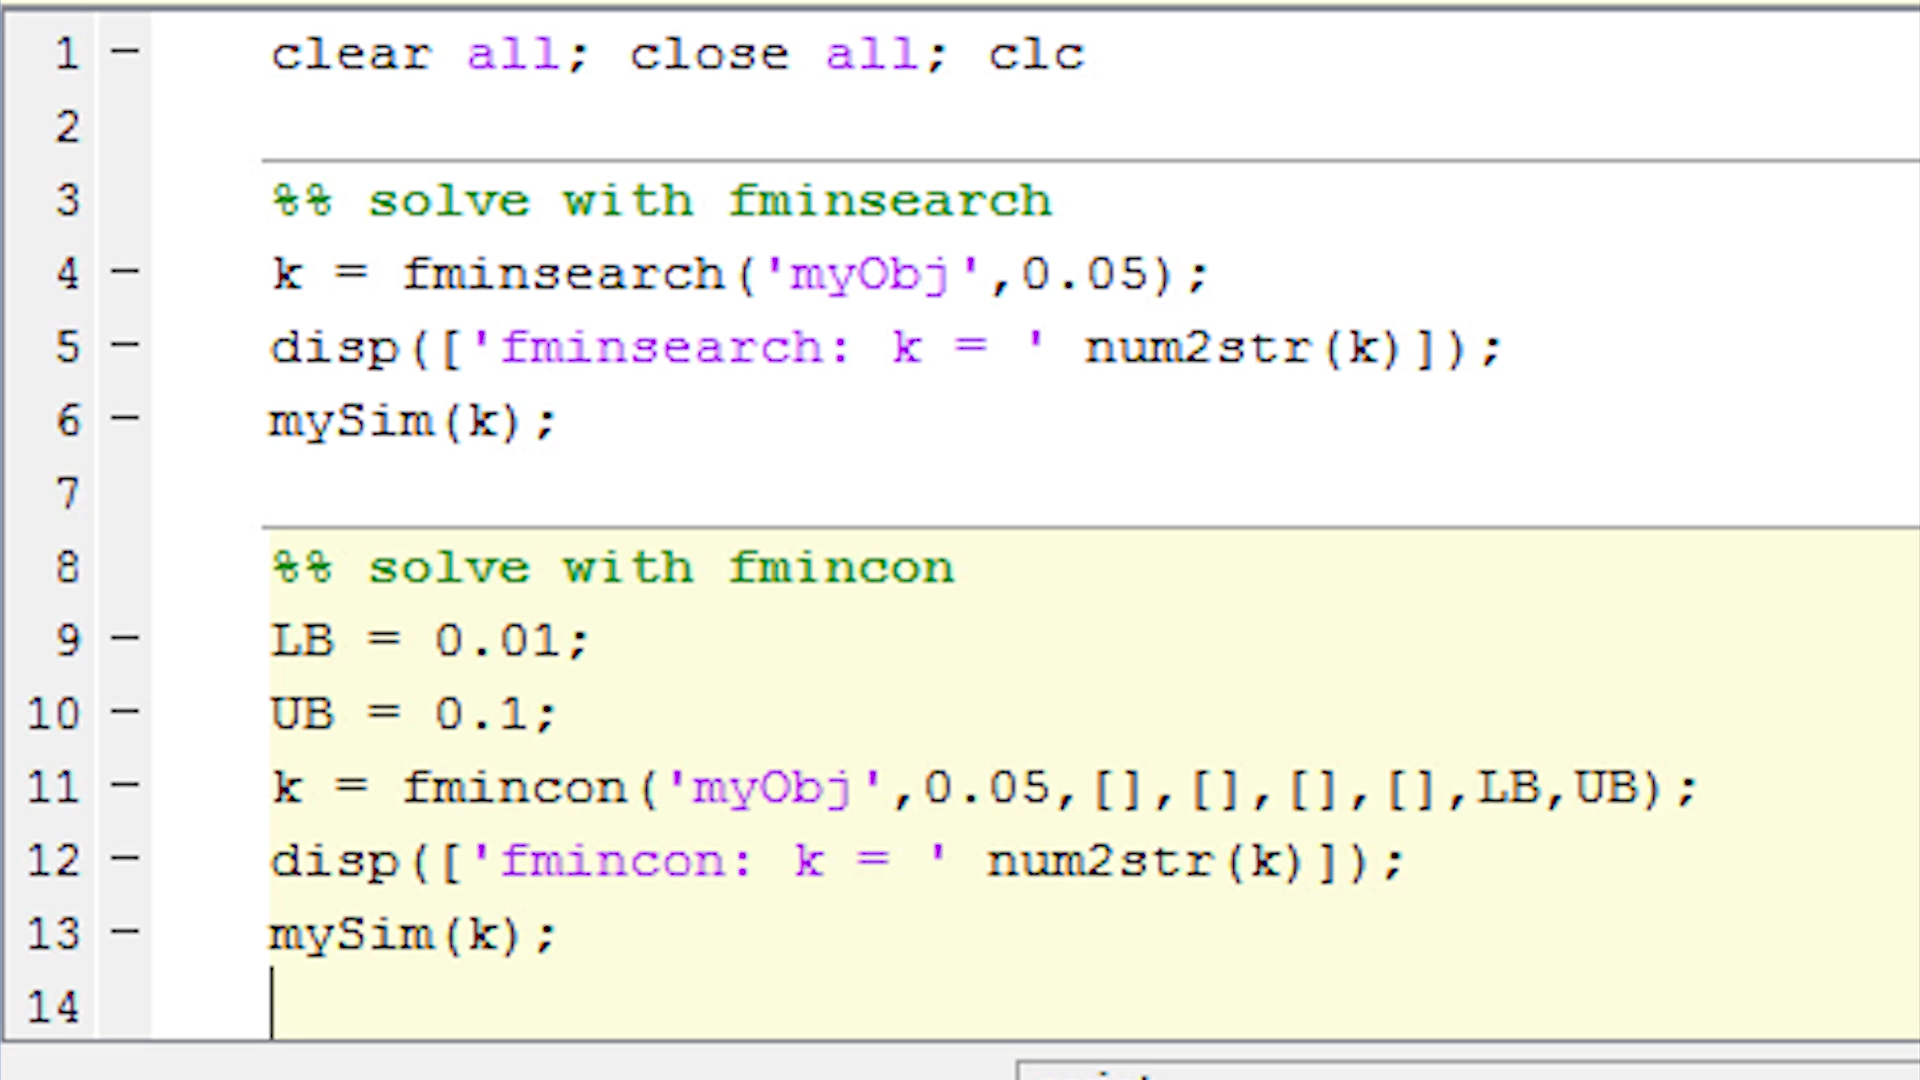 1 – clear all; close all; clc
2
3 %% solve with fminsearch
4 – k = fminsearch('myObj',0.05);
5 – disp(['fminsearch: k = ' num2str(k)]);
6 – mySim(k);
7
8 %% solve with fmincon
9 – LB = 0.01;
10 – UB = 0.1;
11 – k = fmincon('myObj',0.05,[],[],[],[],LB,UB);
12 – disp(['fmincon: k = ' num2str(k)]);
13 – mySim(k);
14